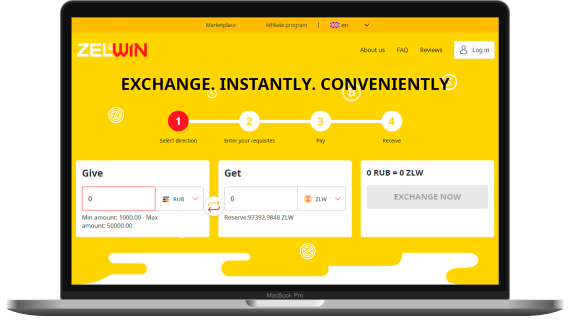 Marketplace Affiliate program | en
ZELWIN
About us FAQ Reviews Log in
EXCHANGE. INSTANTLY. CONVENIENTLY
1 2 3 4
Select direction Enter your requisites Pay Receive
Give Get 0 RUB = 0 ZLW
0 RUB 0 ZLW EXCHANGE NOW
Min amount: 1000.00 - Max Reserve:97392.9848 ZLW
amount: 50000.00
MacBook Pro